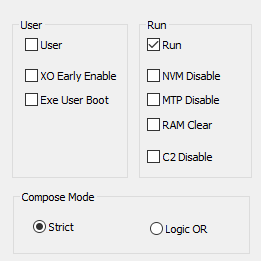 User
User
XO Early Enable
Exe User Boot
Run
Run
NVM Disable
MTP Disable
RAM Clear
C2 Disable
Compose Mode
Strict
Logic OR